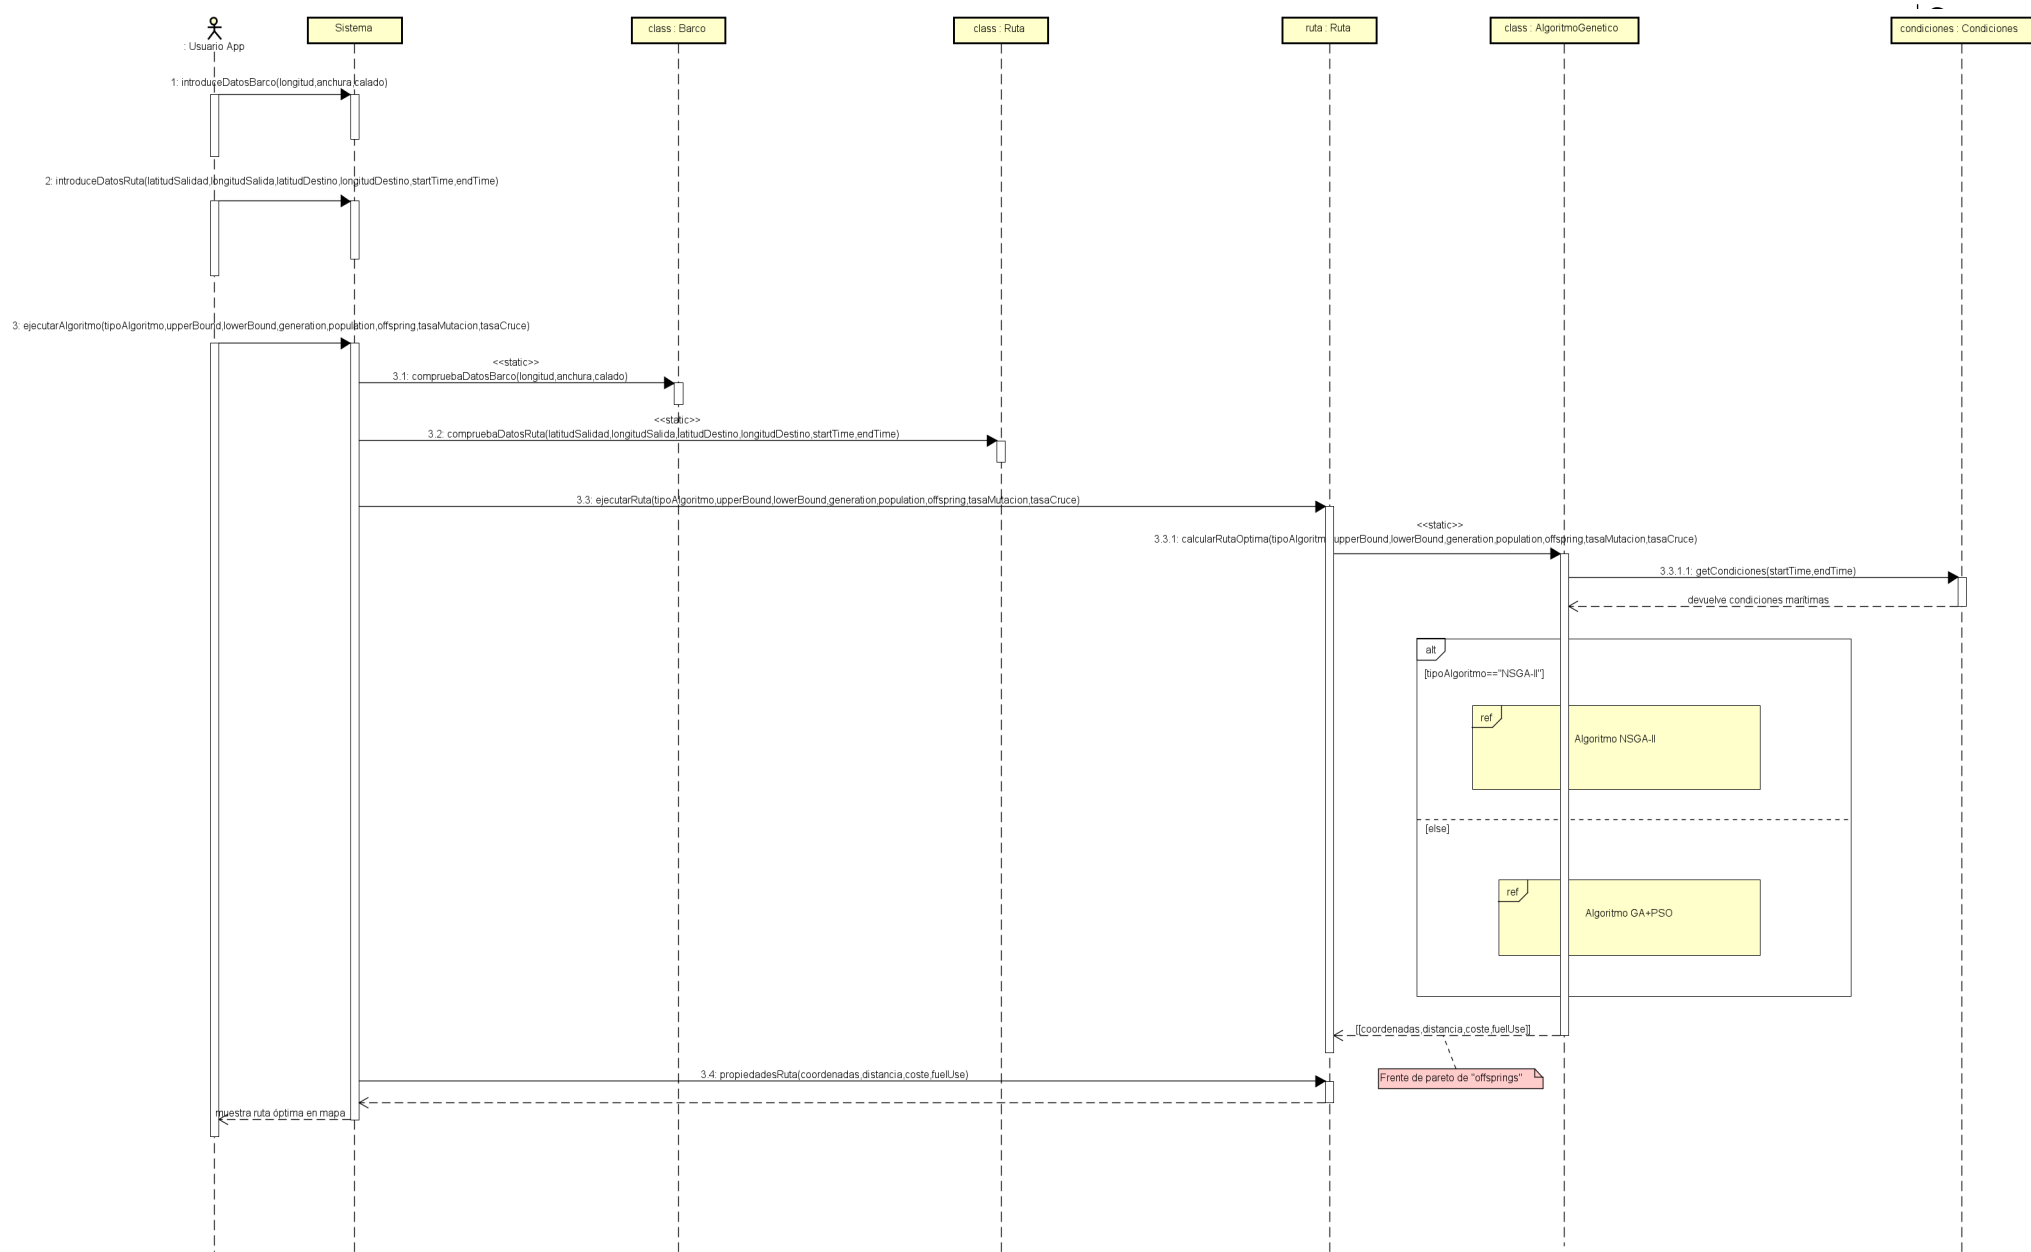 : Usuario App
Sistema
class : Barco
class : Ruta
ruta : Ruta
class : AlgoritmoGenetico
condiciones : Condiciones
1: introduceDatosBarco(longitud,anchura,calado)
2: introduceDatosRuta(latitudSalidad,longitudSalida,latitudDestino,longitudDestino,startTime,endTime)
3: ejecutarAlgoritmo(tipoAlgoritmo,upperBound,lowerBound,generation,population,offspring,tasaMutacion,tasaCruce)
<<static>>
3.1: compruebaDatosBarco(longitud,anchura,calado)
<<static>>
3.2: compruebaDatosRuta(latitudSalidad,longitudSalida,latitudDestino,longitudDestino,startTime,endTime)
3.3: ejecutarRuta(tipoAlgoritmo,upperBound,lowerBound,generation,population,offspring,tasaMutacion,tasaCruce)
<<static>>
3.3.1: calcularRutaOptima(tipoAlgoritmo,upperBound,lowerBound,generation,population,offspring,tasaMutacion,tasaCruce)
3.3.1.1: getCondiciones(startTime,endTime)
devuelve condiciones marítimas
alt
[tipoAlgoritmo=="NSGA-II"]
ref
Algoritmo NSGA-II
[else]
ref
Algoritmo GA+PSO
[[coordenadas,distancia,coste,fuelUse]]
Frente de pareto de "offsprings"
3.4: propiedadesRuta(coordenadas,distancia,coste,fuelUse)
muestra ruta óptima en mapa